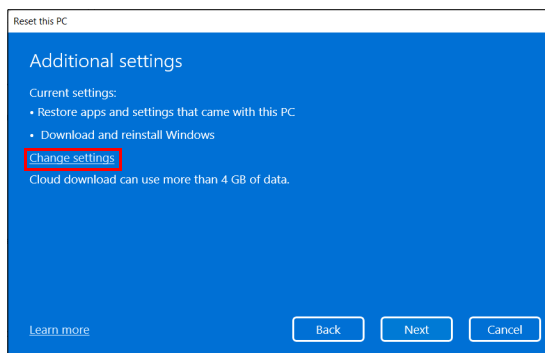 Reset this PC
Additional settings
Current settings:
• Restore apps and settings that came with this PC
• Download and reinstall Windows
Change settings
Cloud download can use more than 4 GB of data.
Learn more
Back
Next
Cancel